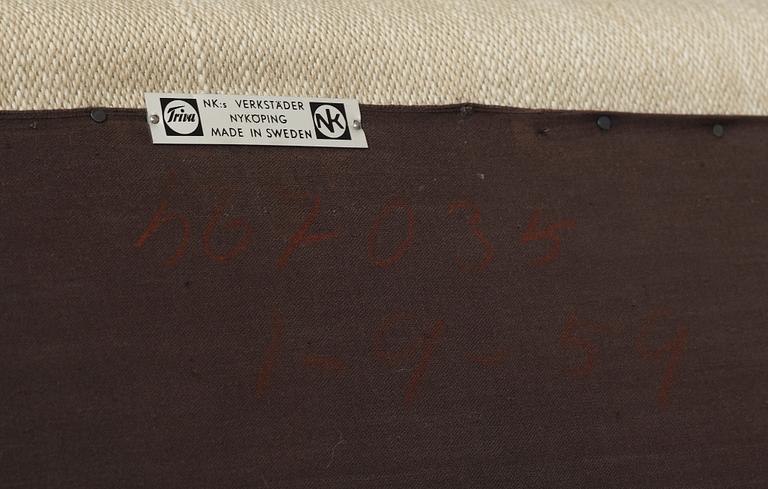 Triva
NK:s VERKSTÄDER
NYKÖPING
MADE IN SWEDEN
NK
567035
1-9-59